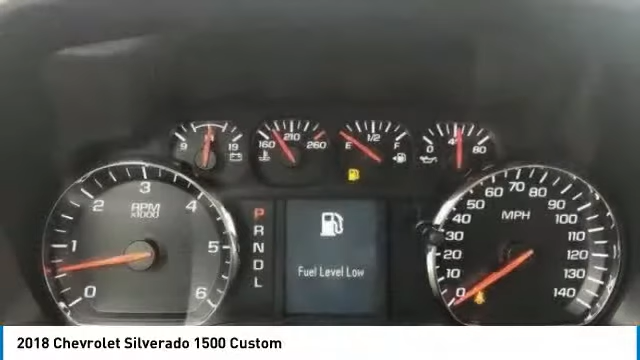 9 19
160 210 260
E 1/2 F
0 40 80
RPM
x1000
0 1 2 3 4 5 6
P
R
N
D
L
Fuel Level Low
MPH
0 10 20 30 40 50 60 70 80 90 100 110 120 130 140
2018 Chevrolet Silverado 1500 Custom